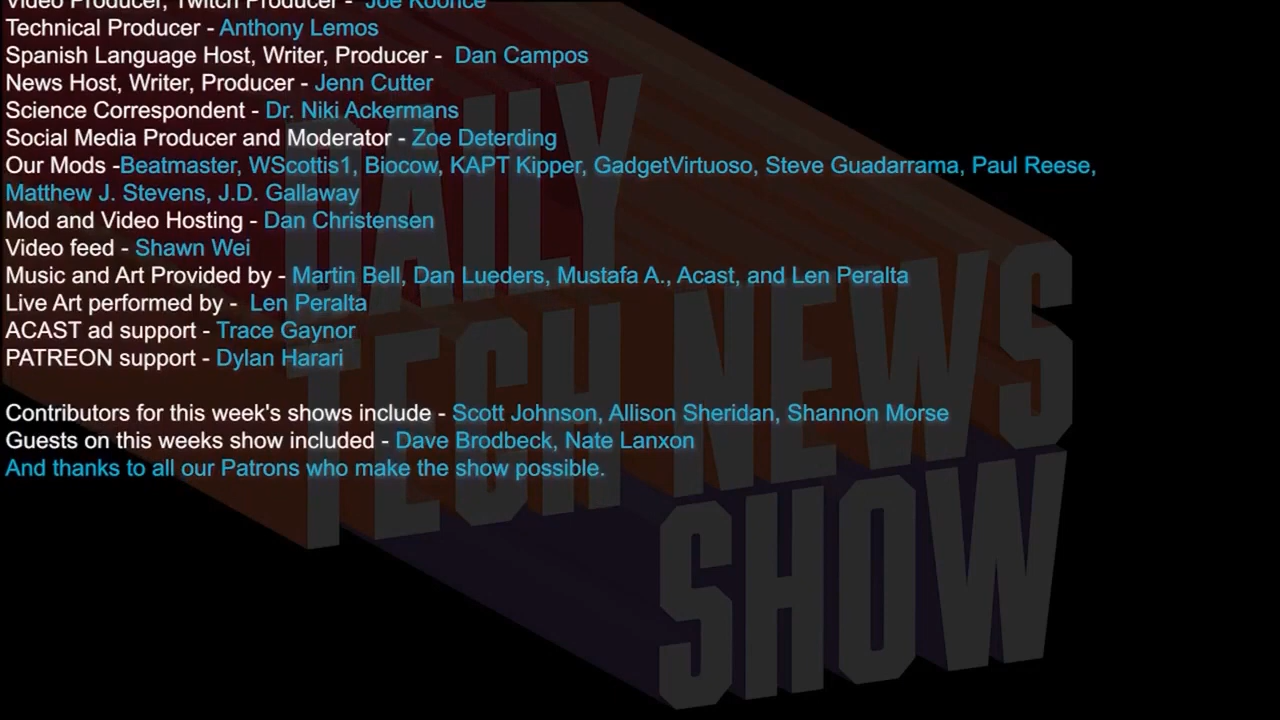 Video Producer, Twitch Producer - Joe Koonce
Technical Producer - Anthony Lemos
Spanish Language Host, Writer, Producer - Dan Campos
News Host, Writer, Producer - Jenn Cutter
Science Correspondent - Dr. Niki Ackermans
Social Media Producer and Moderator - Zoe Deterding
Our Mods -Beatmaster, WScottis1, Biocow, KAPT Kipper, GadgetVirtuoso, Steve Guadarrama, Paul Reese,
Matthew J. Stevens, J.D. Gallaway
Mod and Video Hosting - Dan Christensen
Video feed - Shawn Wei
Music and Art Provided by - Martin Bell, Dan Lueders, Mustafa A., Acast, and Len Peralta
Live Art performed by - Len Peralta
ACAST ad support - Trace Gaynor
PATREON support - Dylan Harari
Contributors for this week's shows include - Scott Johnson, Allison Sheridan, Shannon Morse
Guests on this weeks show included - Dave Brodbeck, Nate Lanxon
And thanks to all our Patrons who make the show possible.
DAILY
TECH NEWS
SHOW